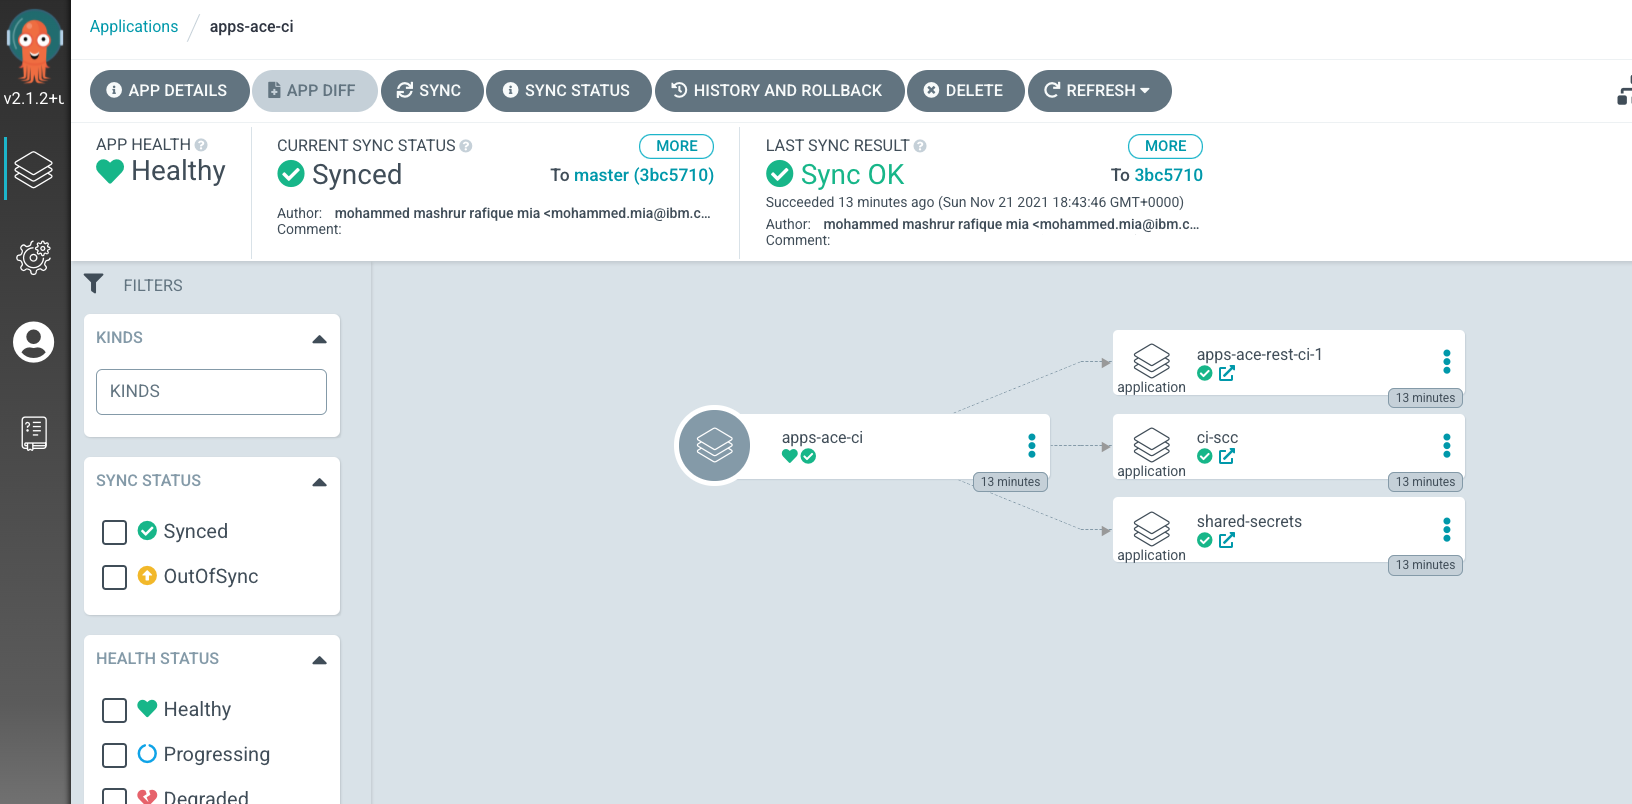 Applications / apps-ace-ci
v2.1.2+u
APP DETAILS
APP DIFF
SYNC
SYNC STATUS
HISTORY AND ROLLBACK
DELETE
REFRESH
APP HEALTH
Healthy
CURRENT SYNC STATUS
MORE
Synced
To master (3bc5710)
Author: mohammed mashrur rafique mia <mohammed.mia@ibm.c...
Comment:
LAST SYNC RESULT
MORE
Sync OK
To 3bc5710
Succeeded 13 minutes ago (Sun Nov 21 2021 18:43:46 GMT+0000)
Author: mohammed mashrur rafique mia <mohammed.mia@ibm.c...
Comment:
FILTERS
KINDS
KINDS
SYNC STATUS
Synced
OutOfSync
HEALTH STATUS
Healthy
Progressing
Degraded
apps-ace-ci
13 minutes
apps-ace-rest-ci-1
application
13 minutes
ci-scc
application
13 minutes
shared-secrets
application
13 minutes